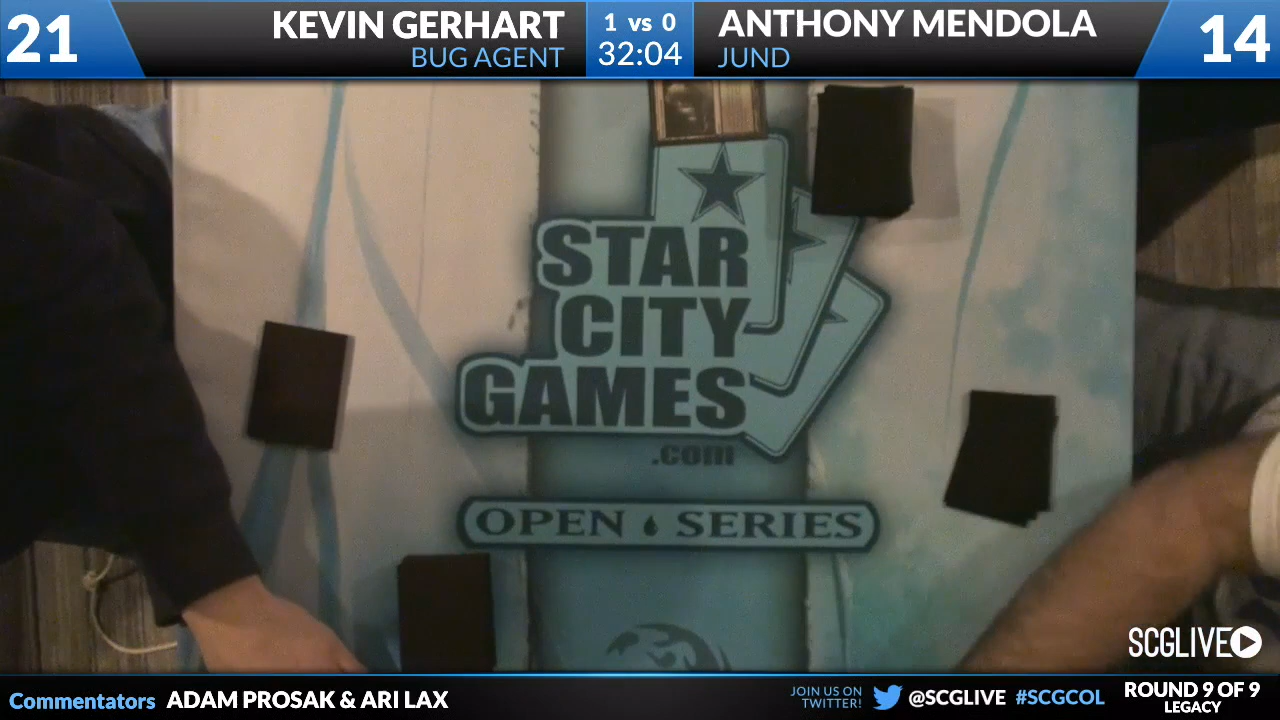 21
KEVIN GERHART
BUG AGENT
1 vs 0
32:04
ANTHONY MENDOLA
JUND
14
STAR
CITY
GAMES
.com
OPEN SERIES
SCGLIVE
Commentators ADAM PROSAK & ARI LAX
JOIN US ON
TWITTER!
@SCGLIVE #SCGCOL
ROUND 9 OF 9
LEGACY